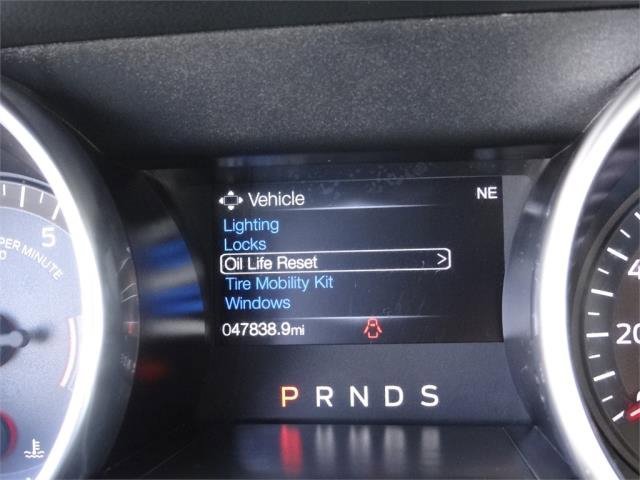 Vehicle
NE
Lighting
Locks
Oil Life Reset >
Tire Mobility Kit
Windows
047838.9mi
P R N D S
5
PER MINUTE
20